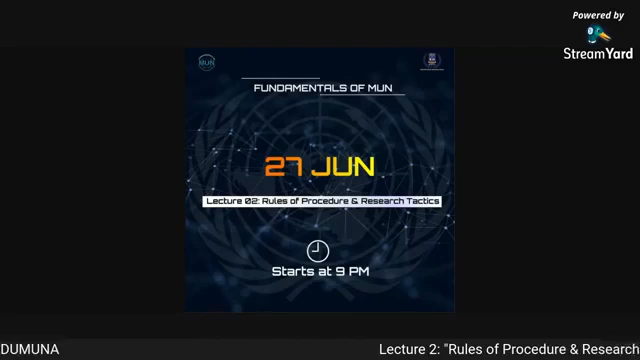 Powered by
StreamYard
MUN
FUNDAMENTALS OF MUN
27 JUN
Lecture 02: Rules of Procedure & Research Tactics
Starts at 9 PM
DUMUNA
Lecture 2: "Rules of Procedure & Research